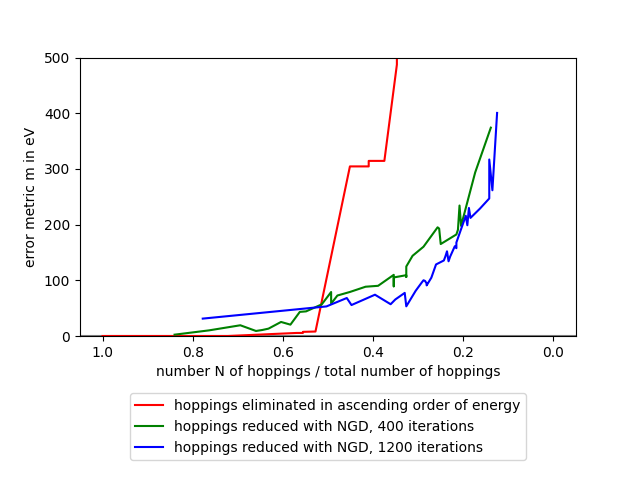 500
400
300
200
100
0
error metric m in eV
1.0 0.8 0.6 0.4 0.2 0.0
number N of hoppings / total number of hoppings
hoppings eliminated in ascending order of energy
hoppings reduced with NGD, 400 iterations
hoppings reduced with NGD, 1200 iterations